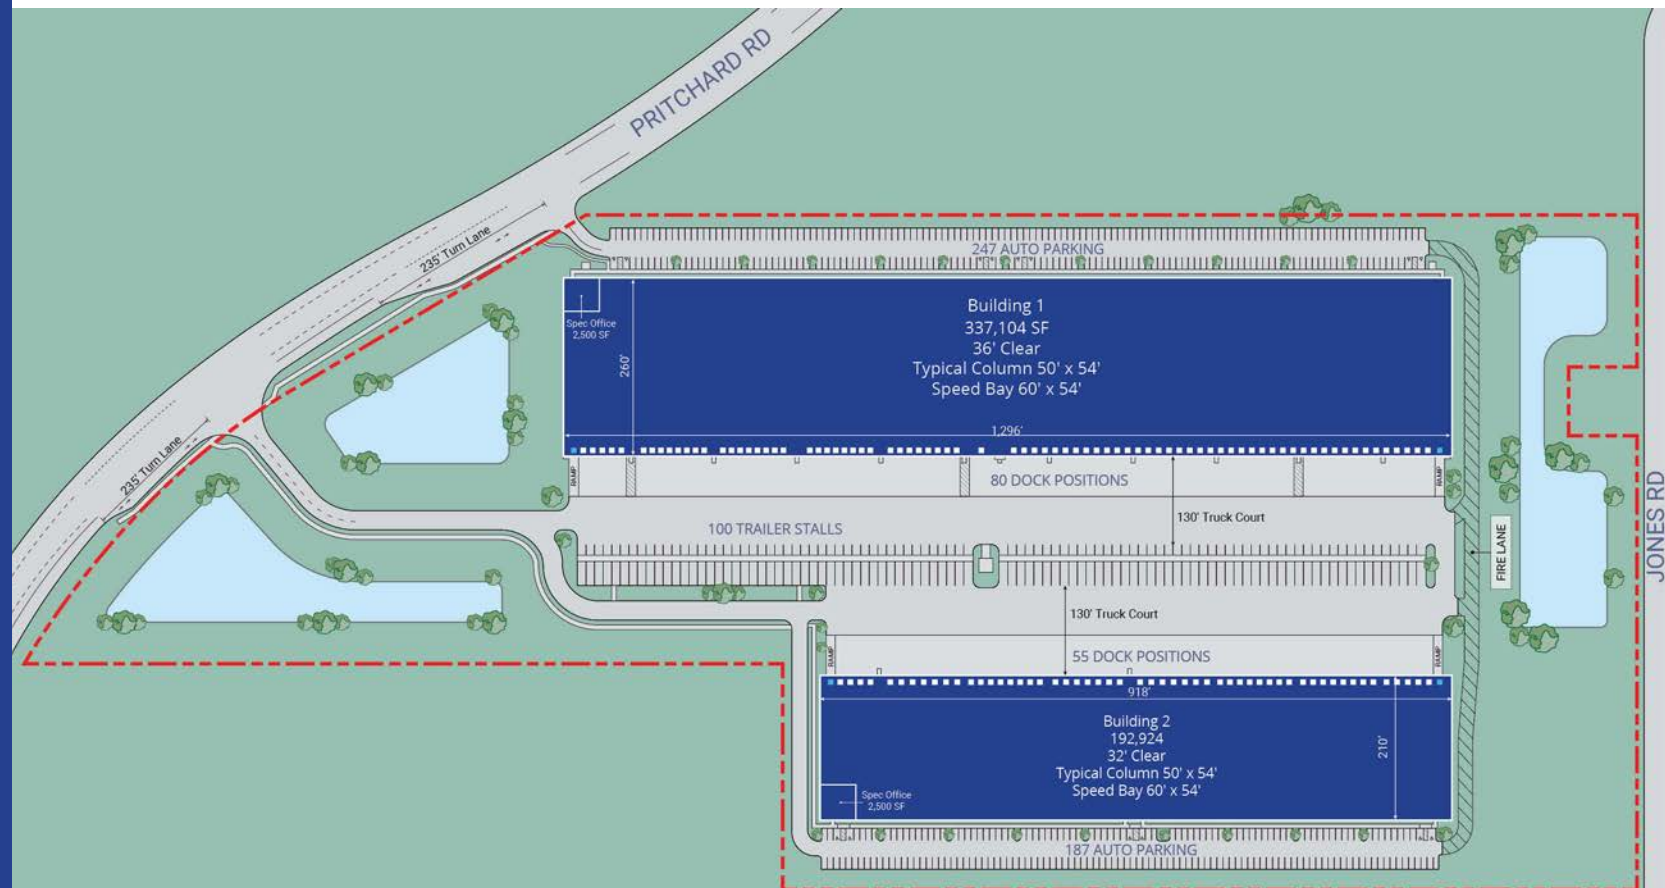 PRITCHARD RD
235' Turn Lane
247 AUTO PARKING
Building 1
337,104 SF
36' Clear
Typical Column 50' x 54'
Speed Bay 60' x 54'
Spec Office
2,500 SF
260'
1,296'
235' Turn Lane
RAMP
80 DOCK POSITIONS
RAMP
JONES RD
130' Truck Court
100 TRAILER STALLS
FIRE LANE
130' Truck Court
RAMP
55 DOCK POSITIONS
RAMP
918'
Building 2
192,924
32' Clear
Typical Column 50' x 54'
Speed Bay 60' x 54'
210'
Spec Office
2,500 SF
187 AUTO PARKING